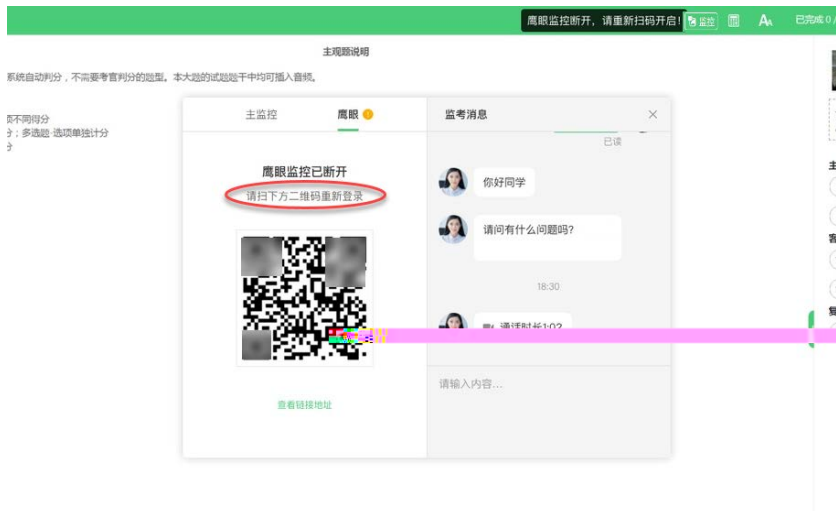 鹰眼监控断开，请重新扫码开启！
监控
AA
已完成 0 /
主观题说明
系统自动判分，不需要考官判分的题型。本大题的试题题干中均可插入音频。
项不同得分
分；多选题-选项单独计分
分
主监控
鹰眼
监考消息
已读
鹰眼监控已断开
请扫下方二维码重新登录
你好同学
请问有什么问题吗?
18:30
通话时长1:02
请输入内容...
查看链接地址
主
客